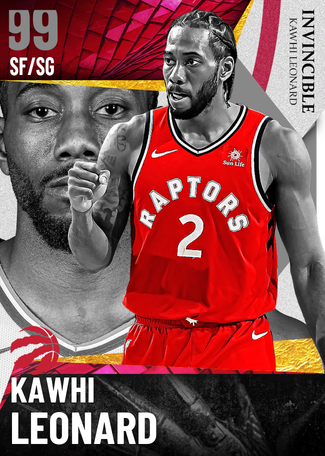 99
SF/SG
INVINCIBLE
KAWHI LEONARD
Sun Life
RAPTORS
2
KAWHI
LEONARD